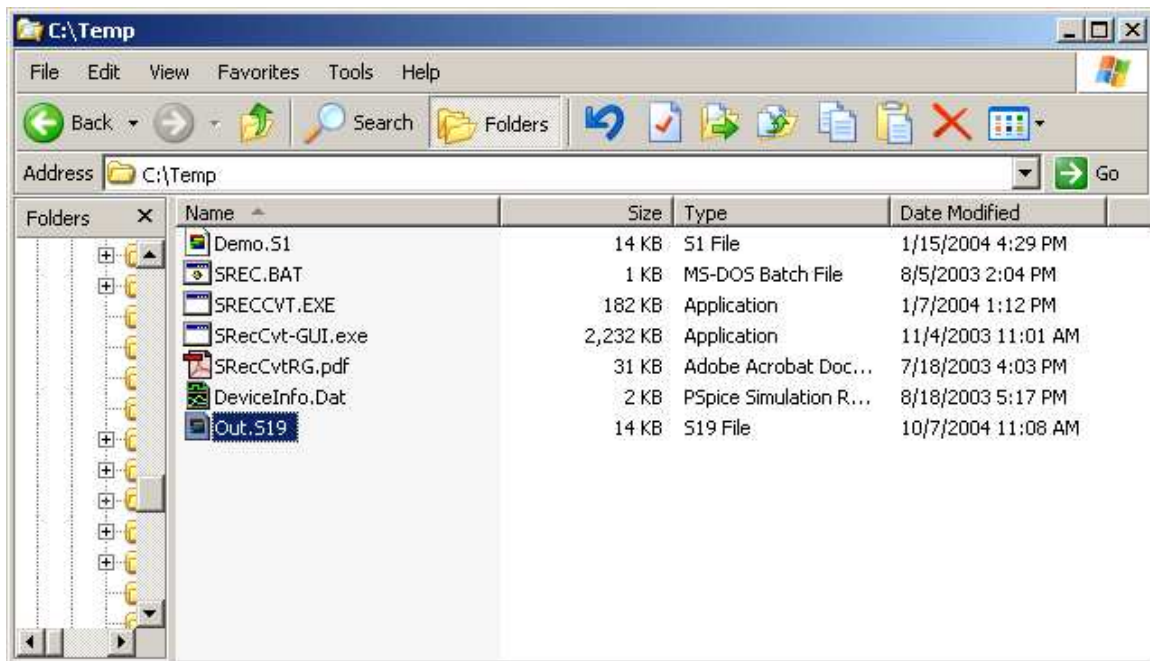 C:\Temp
File Edit View Favorites Tools Help
Back Search Folders
Address C:\Temp Go
Folders Name Size Type Date Modified
Demo.S1 14 KB S1 File 1/15/2004 4:29 PM
SREC.BAT 1 KB MS-DOS Batch File 8/5/2003 2:04 PM
SRECCVT.EXE 182 KB Application 1/7/2004 1:12 PM
SRecCvt-GUI.exe 2,232 KB Application 11/4/2003 11:01 AM
SRecCvtRG.pdf 31 KB Adobe Acrobat Doc... 7/18/2003 4:03 PM
DeviceInfo.Dat 2 KB PSpice Simulation R... 8/18/2003 5:17 PM
Out.S19 14 KB S19 File 10/7/2004 11:08 AM